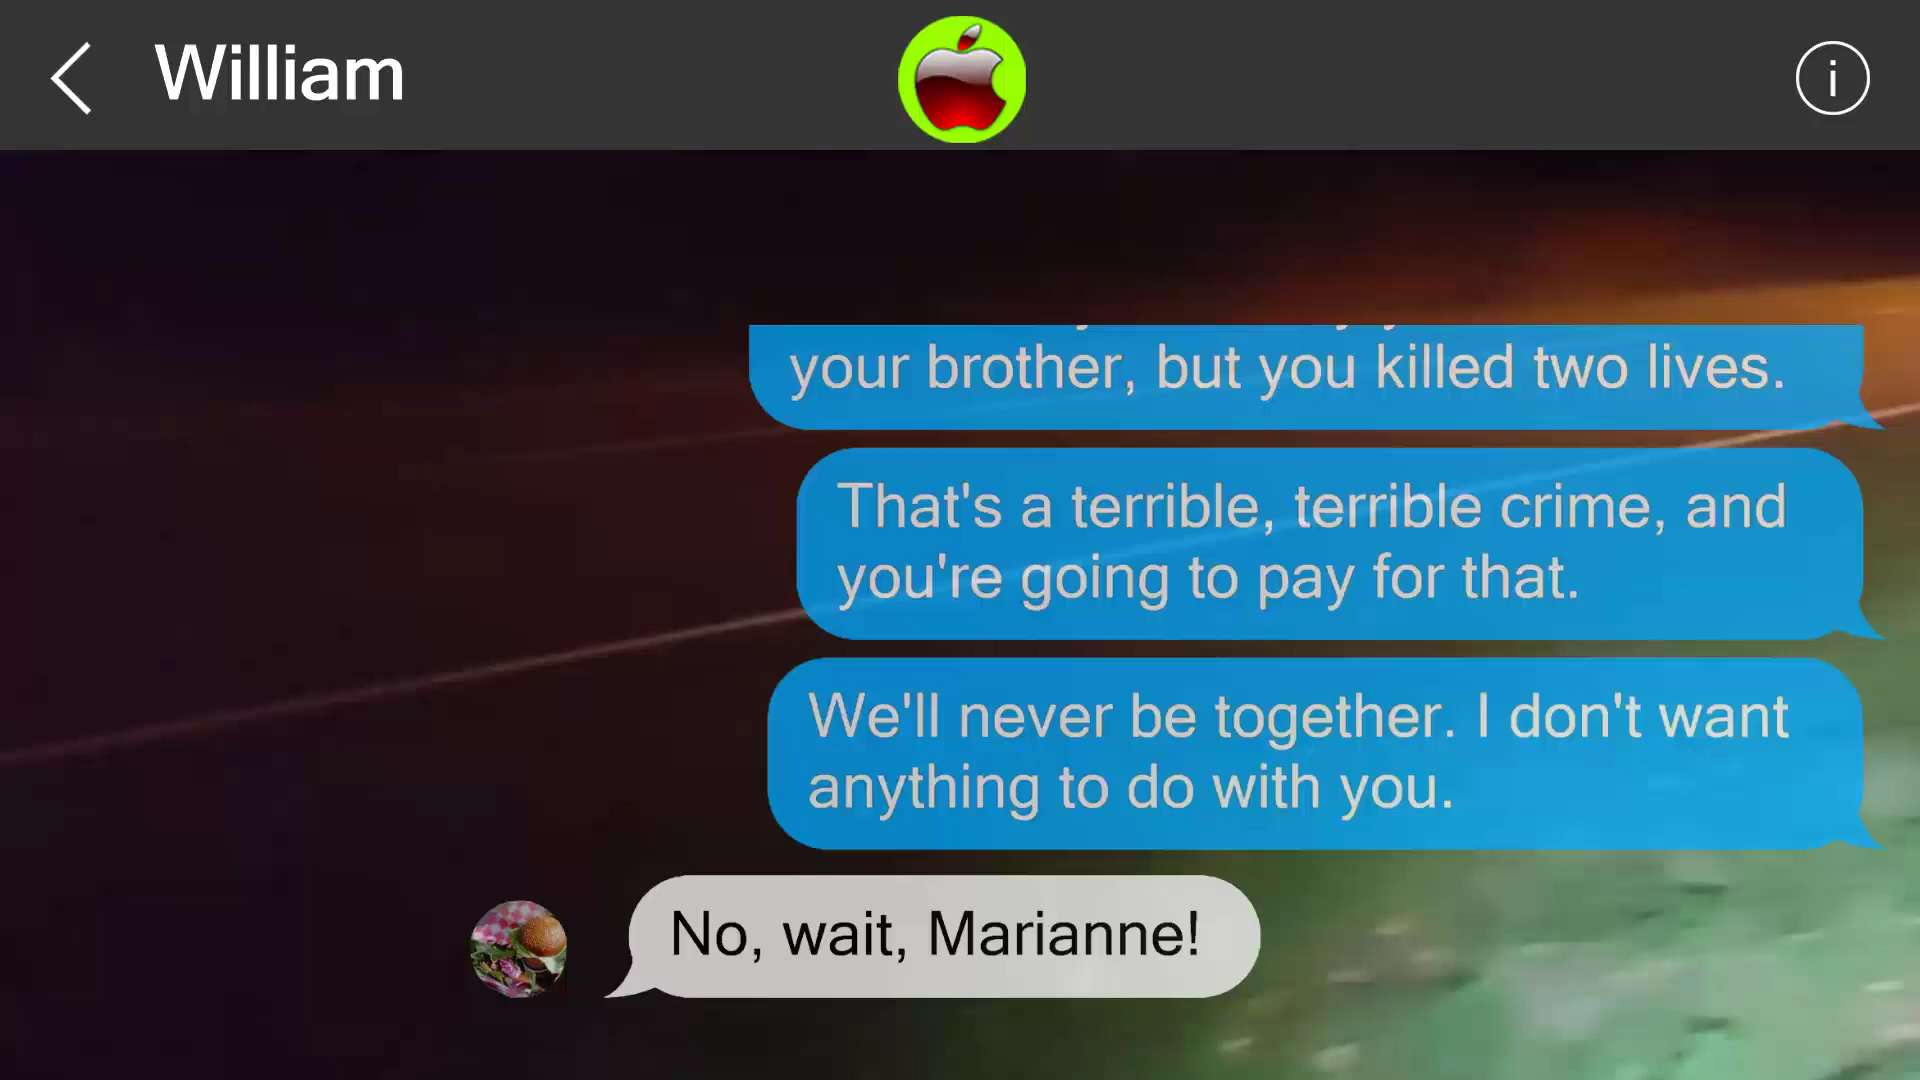 William
i
your brother, but you killed two lives.
That's a terrible, terrible crime, and
you're going to pay for that.
We'll never be together. I don't want
anything to do with you.
No, wait, Marianne!